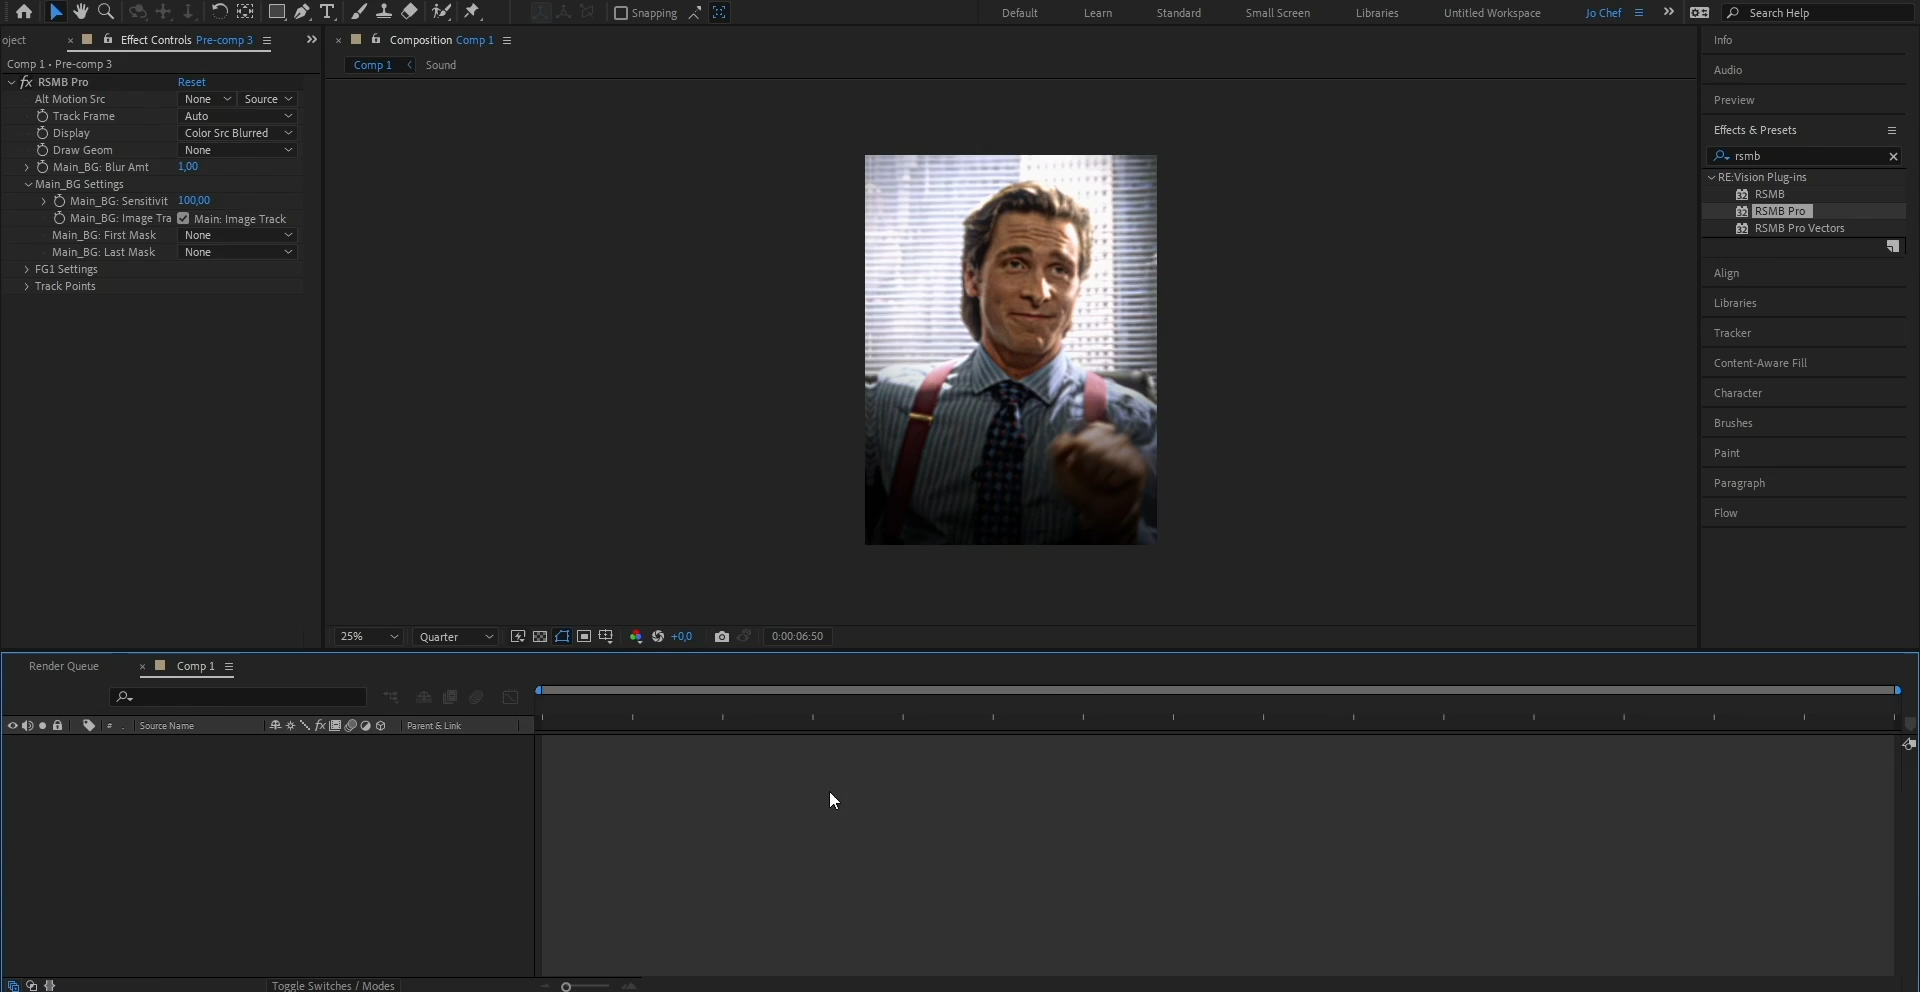 Snapping
Default
Learn
Standard
Small Screen
Libraries
Untitled Workspace
Jo Chef
Search Help
oject
Effect Controls Pre-comp 3
Comp 1 • Pre-comp 3
fx RSMB Pro Reset
Alt Motion Src None Source
Track Frame Auto
Display Color Src Blurred
Draw Geom None
Main_BG: Blur Amt 1,00
Main_BG Settings
Main_BG: Sensitivit 100,00
Main_BG: Image Tra Main: Image Track
Main_BG: First Mask None
Main_BG: Last Mask None
FG1 Settings
Track Points
Composition Comp 1
Comp 1 Sound
25% Quarter +0,0 0:00:06:50
Info
Audio
Preview
Effects & Presets
rsmb
RE:Vision Plug-ins
32 RSMB
32 RSMB Pro
32 RSMB Pro Vectors
Align
Libraries
Tracker
Content-Aware Fill
Character
Brushes
Paint
Paragraph
Flow
Render Queue Comp 1
# . Source Name fx Parent & Link
Toggle Switches / Modes